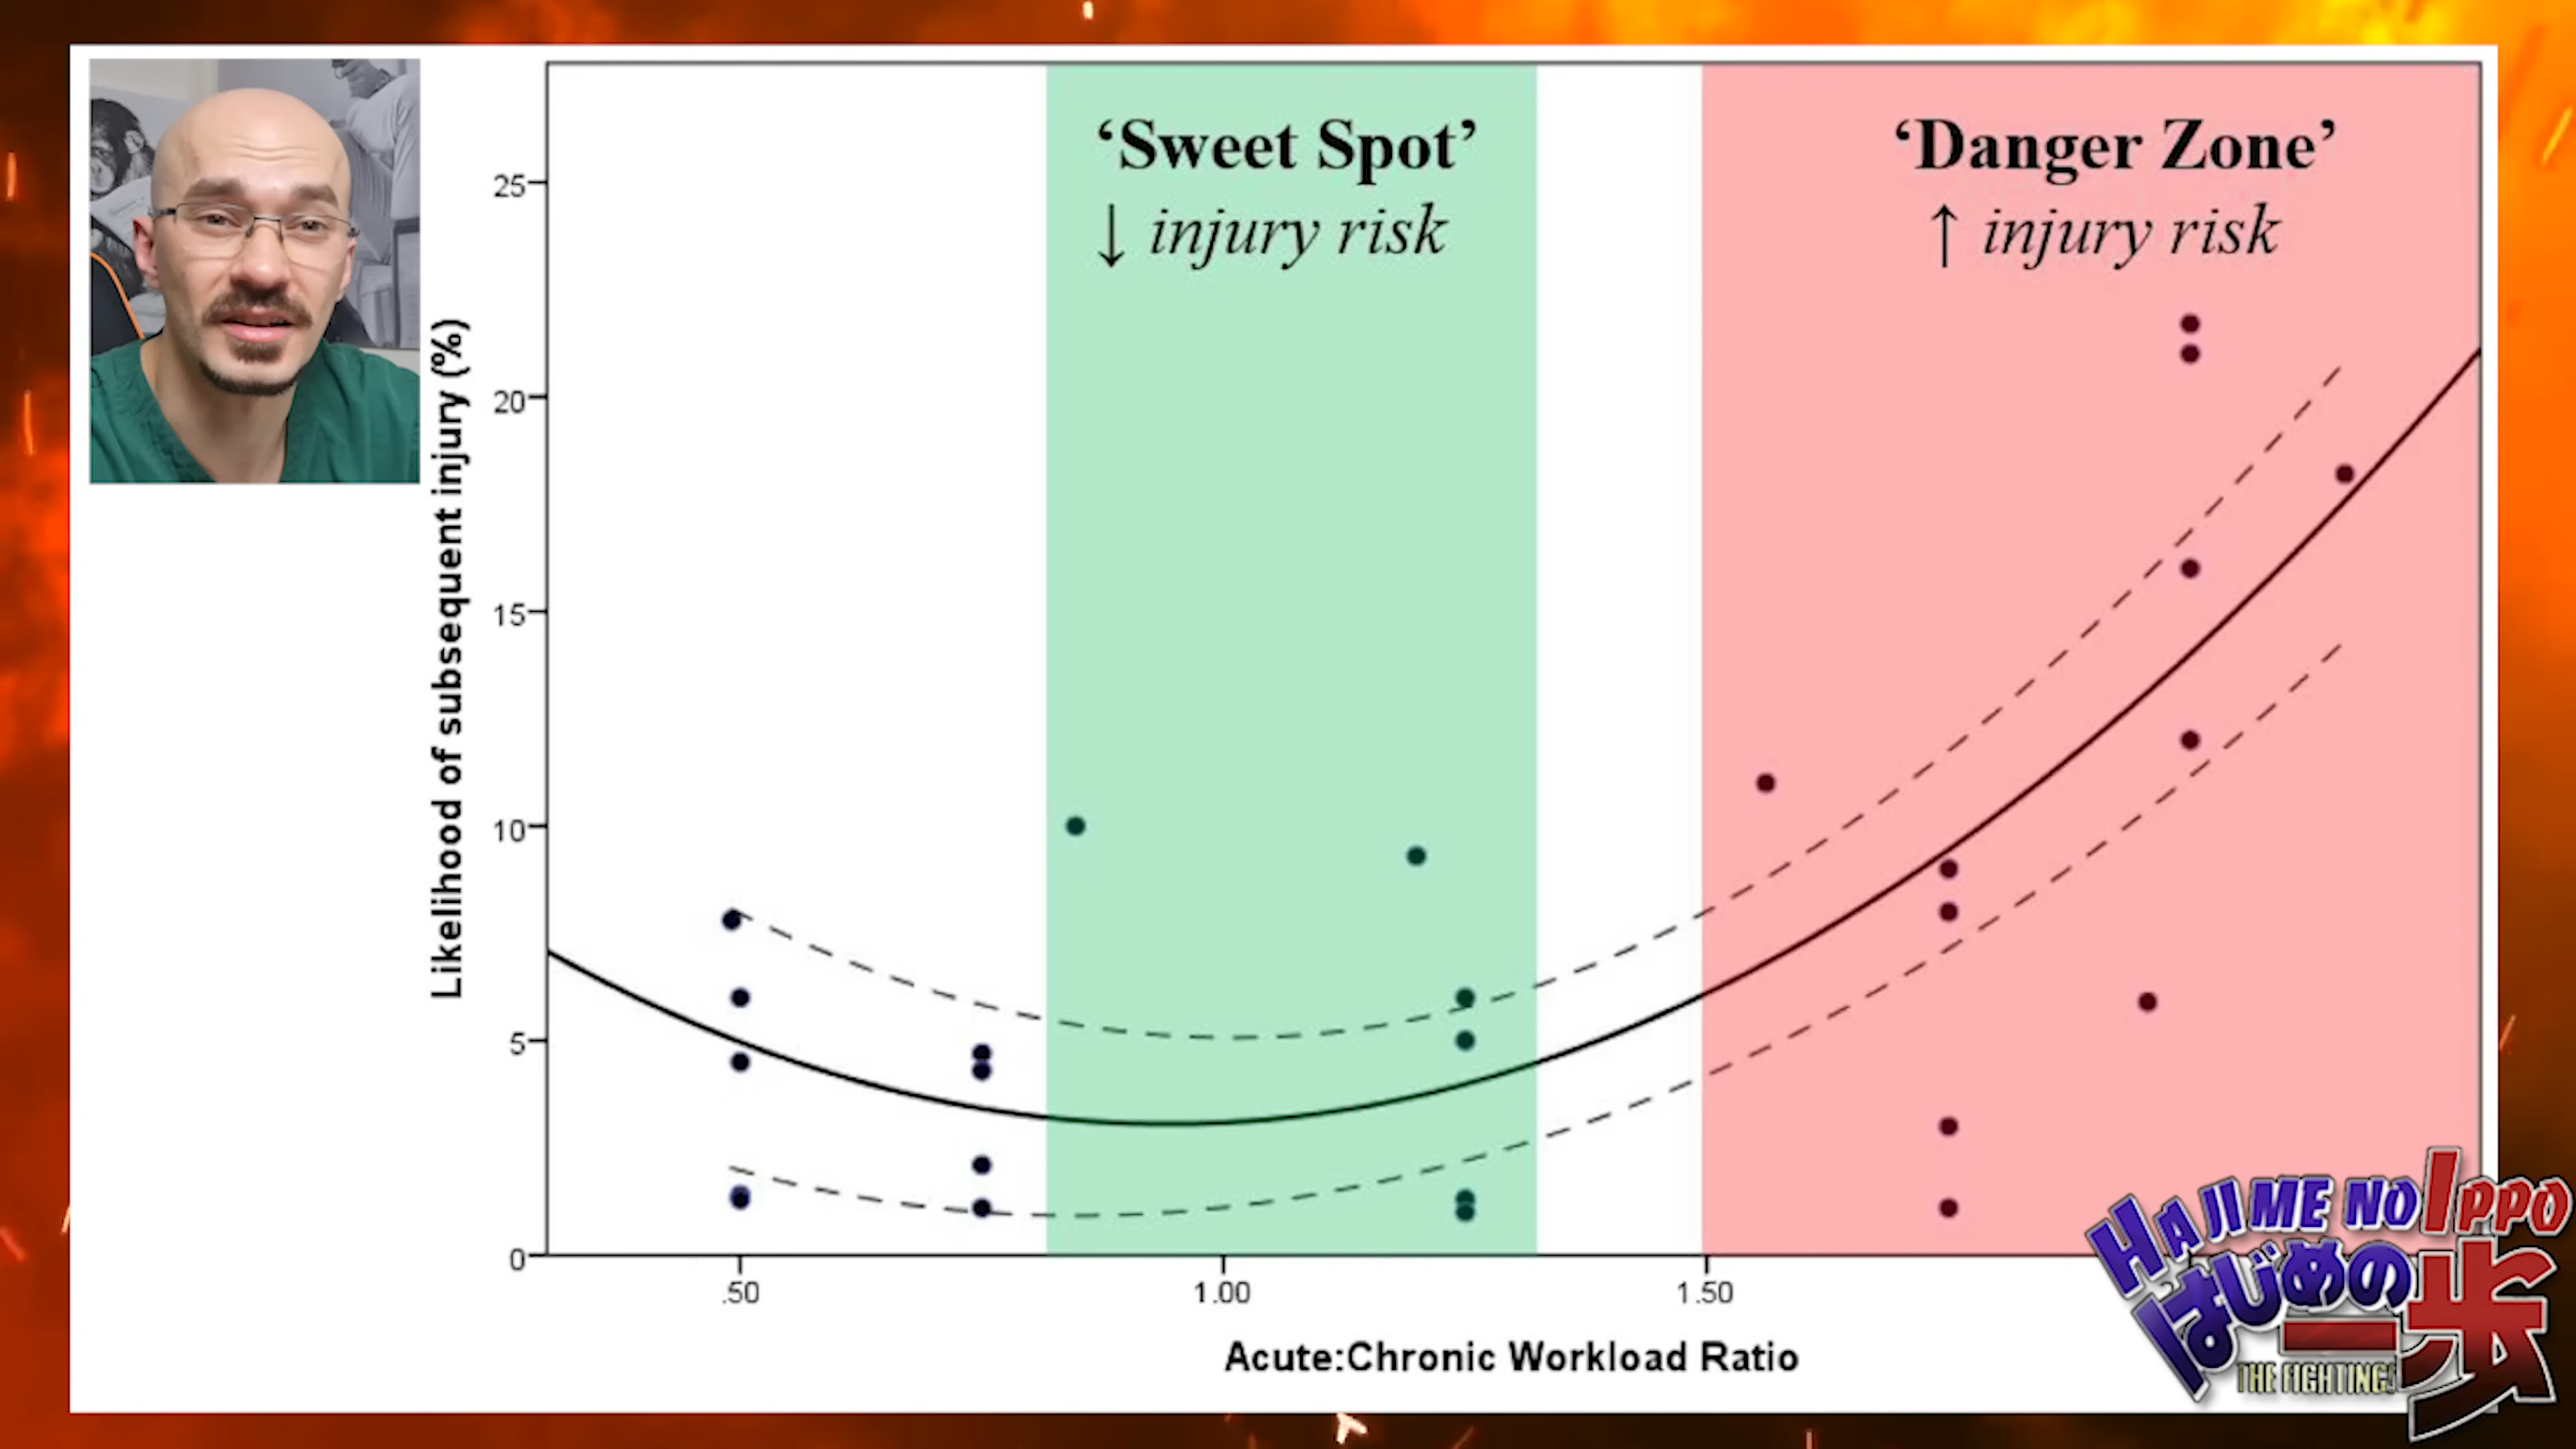 ‘Sweet Spot’
↓ injury risk
‘Danger Zone’
↑ injury risk
Likelihood of subsequent injury (%)
25
20
15
10
5
0
.50
1.00
1.50
Acute:Chronic Workload Ratio
HAJIME NO IPPO
はじめの一歩
THE FIGHTING!